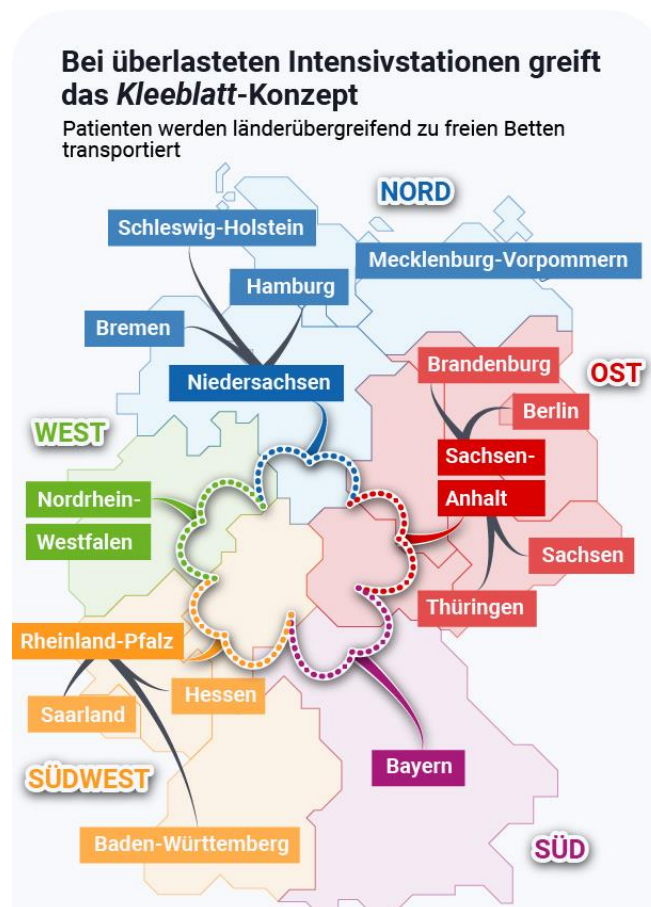 Bei überlasteten Intensivstationen greift
das Kleeblatt-Konzept
Patienten werden länderübergreifend zu freien Betten
transportiert
NORD
Schleswig-Holstein
Mecklenburg-Vorpommern
Hamburg
Bremen
Niedersachsen
Brandenburg
OST
Berlin
WEST
Sachsen-
Anhalt
Nordrhein-
Westfalen
Sachsen
Thüringen
Rheinland-Pfalz
Hessen
Saarland
Bayern
SÜDWEST
Baden-Württemberg
SÜD